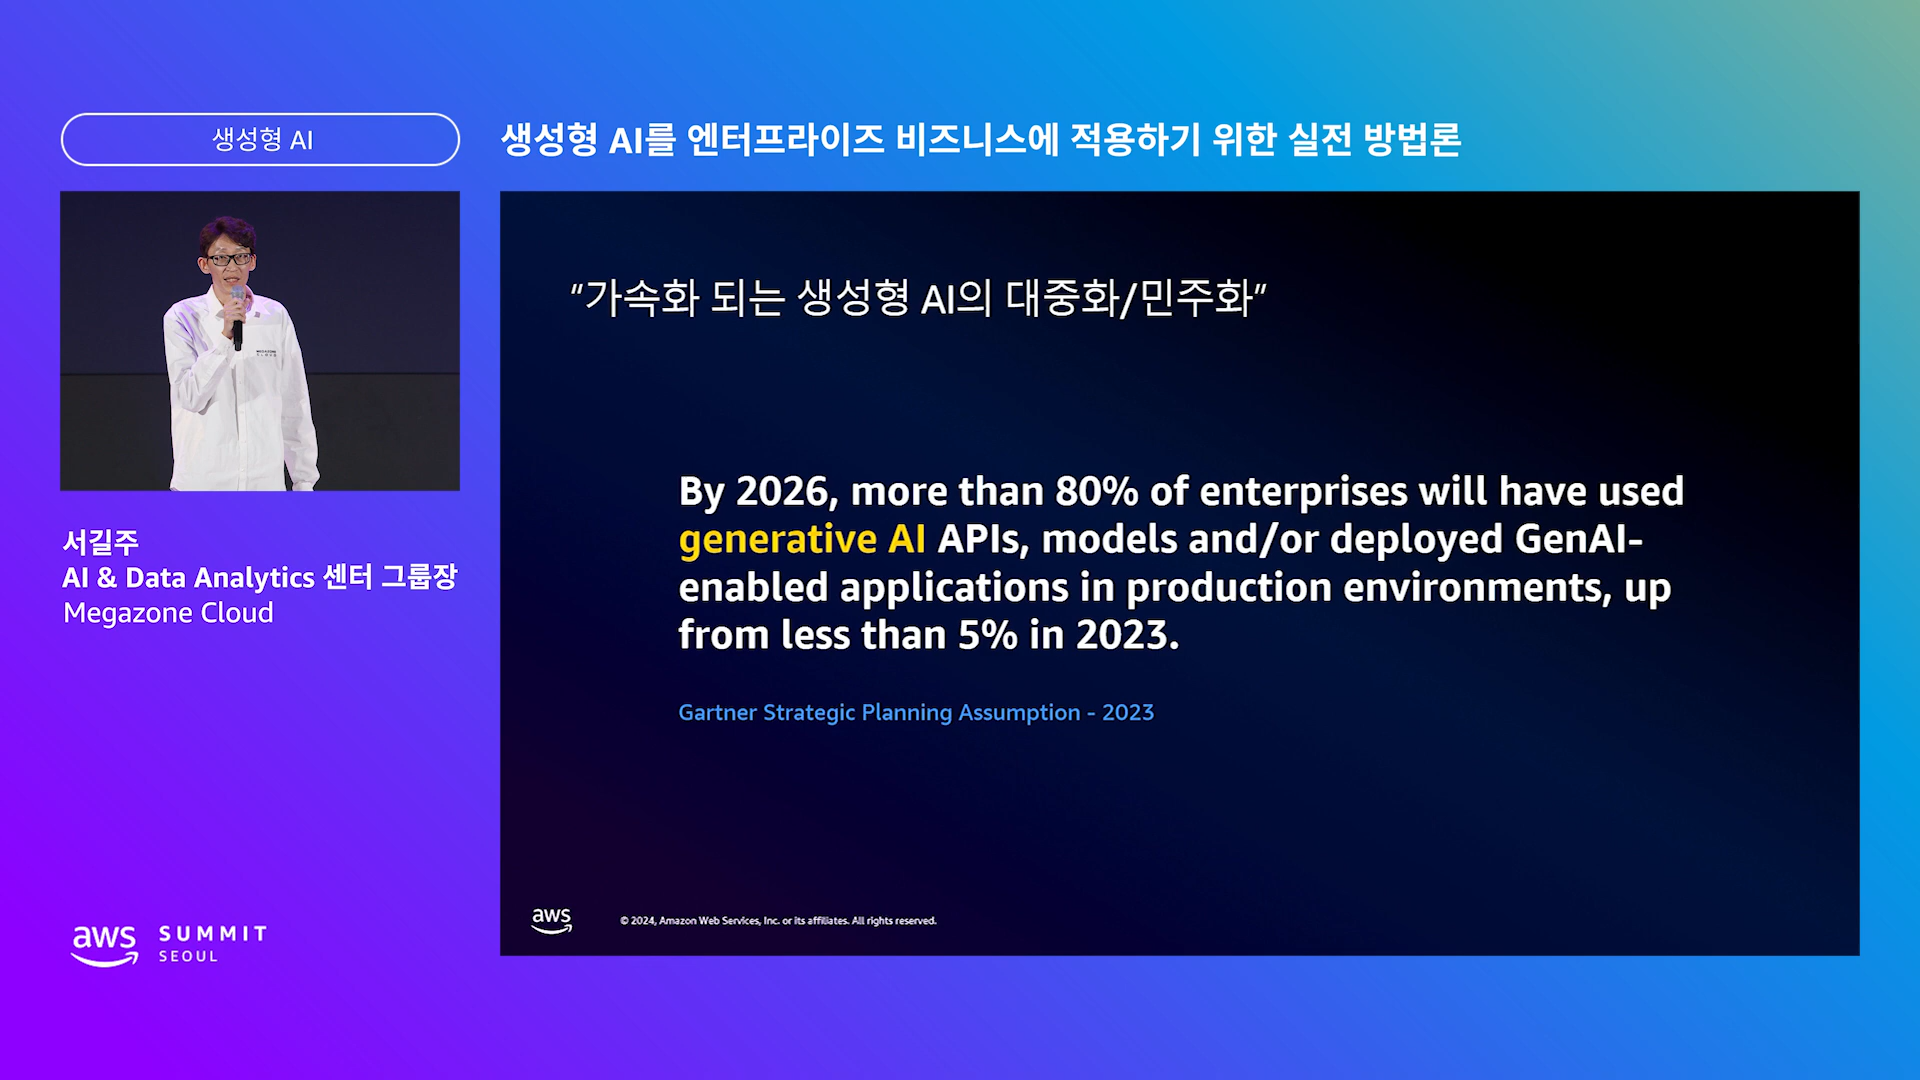 생성형 AI
생성형 AI를 엔터프라이즈 비즈니스에 적용하기 위한 실전 방법론
서길주
AI & Data Analytics 센터 그룹장
Megazone Cloud
aws SUMMIT
SEOUL
“가속화 되는 생성형 AI의 대중화/민주화”
By 2026, more than 80% of enterprises will have used
generative AI APIs, models and/or deployed GenAI-
enabled applications in production environments, up
from less than 5% in 2023.
Gartner Strategic Planning Assumption - 2023
aws
© 2024, Amazon Web Services, Inc. or its affiliates. All rights reserved.